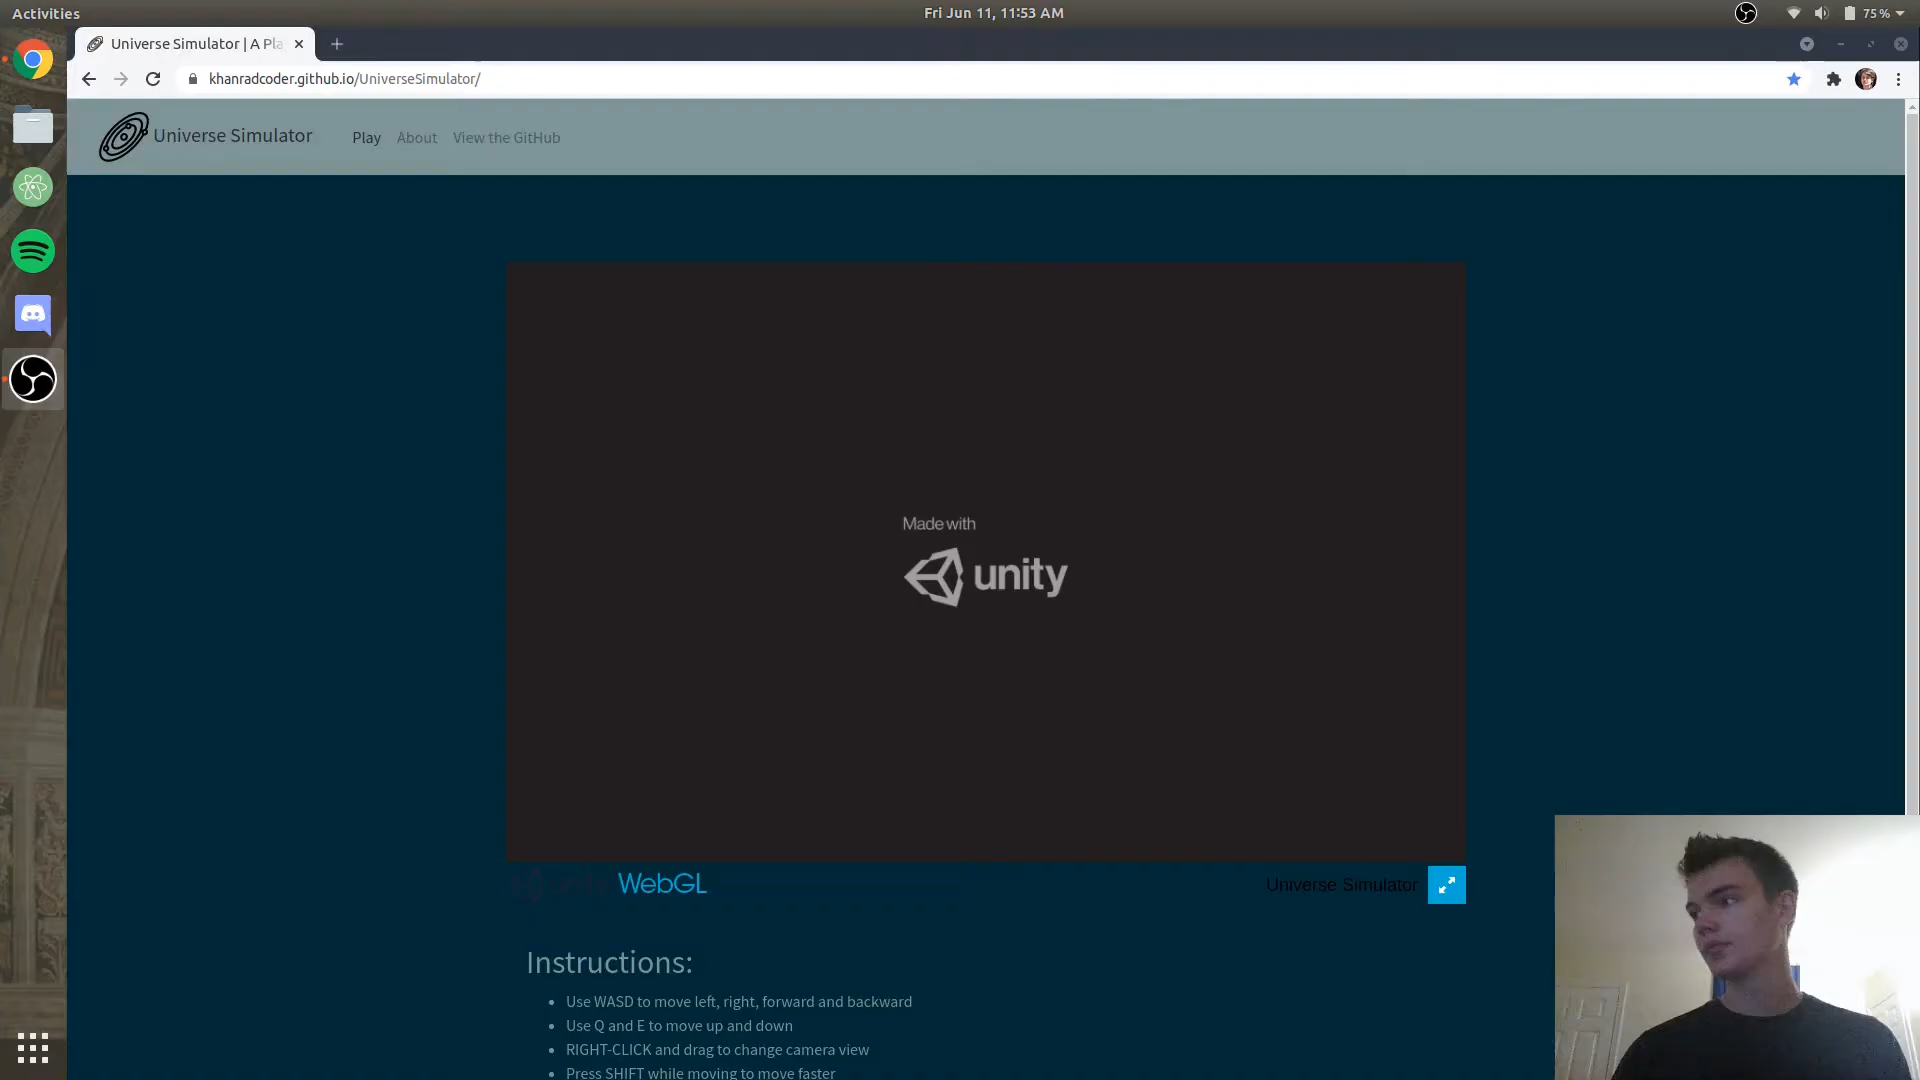 Activities
Fri Jun 11, 11:53 AM
75%
Universe Simulator | A Pla
khanradcoder.github.io/UniverseSimulator/
Universe Simulator
Play
About
View the GitHub
Made with
unity
unity WebGL
Universe Simulator
Instructions:
Use WASD to move left, right, forward and backward
Use Q and E to move up and down
RIGHT-CLICK and drag to change camera view
Press SHIFT while moving to move faster